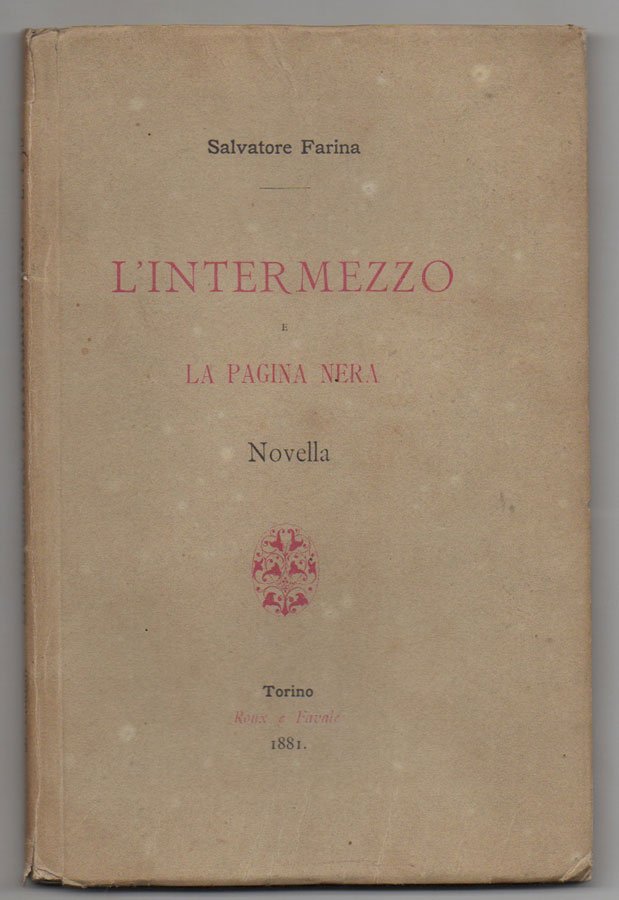 Salvatore Farina
L'INTERMEZZO
E
LA PAGINA NERA
Novella
Torino
Roux e Favale
1881.